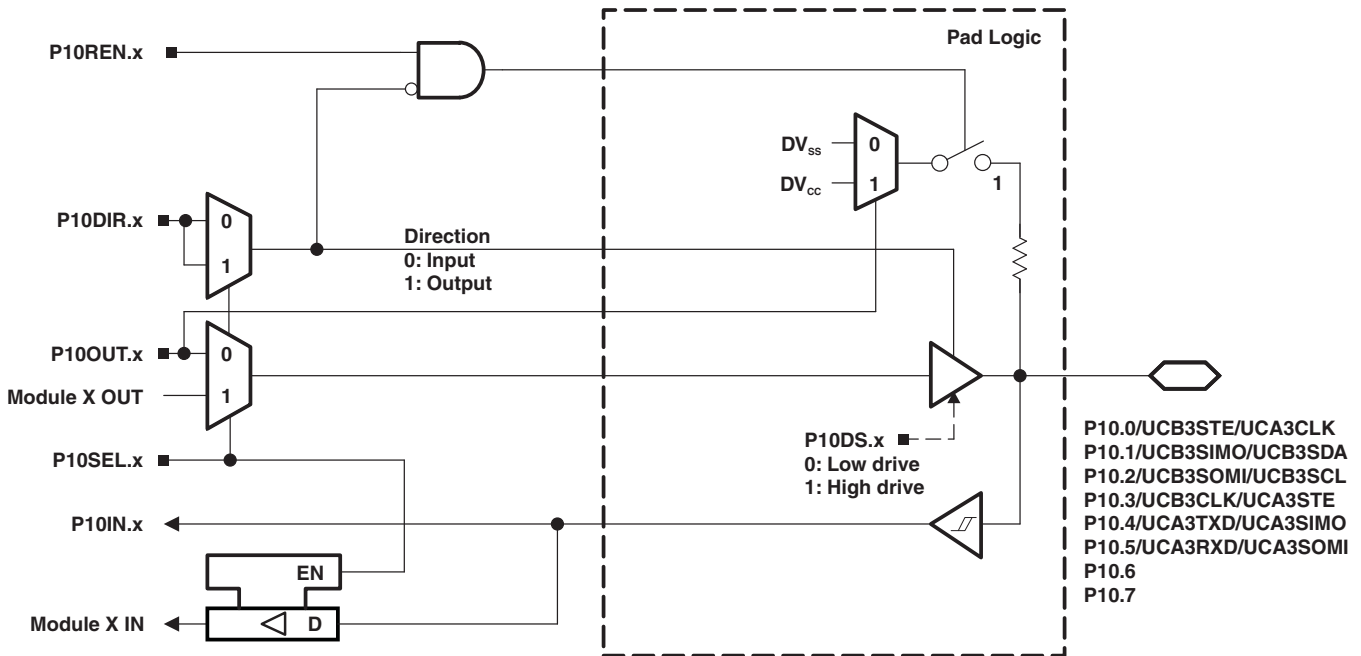 Pad Logic
P10REN.x
DVss
0
DVcc
1
1
P10DIR.x
0
1
Direction
0: Input
1: Output
P10OUT.x
0
Module X OUT
1
P10DS.x
0: Low drive
1: High drive
P10SEL.x
P10IN.x
EN
Module X IN
D
P10.0/UCB3STE/UCA3CLK
P10.1/UCB3SIMO/UCB3SDA
P10.2/UCB3SOMI/UCB3SCL
P10.3/UCB3CLK/UCA3STE
P10.4/UCA3TXD/UCA3SIMO
P10.5/UCA3RXD/UCA3SOMI
P10.6
P10.7